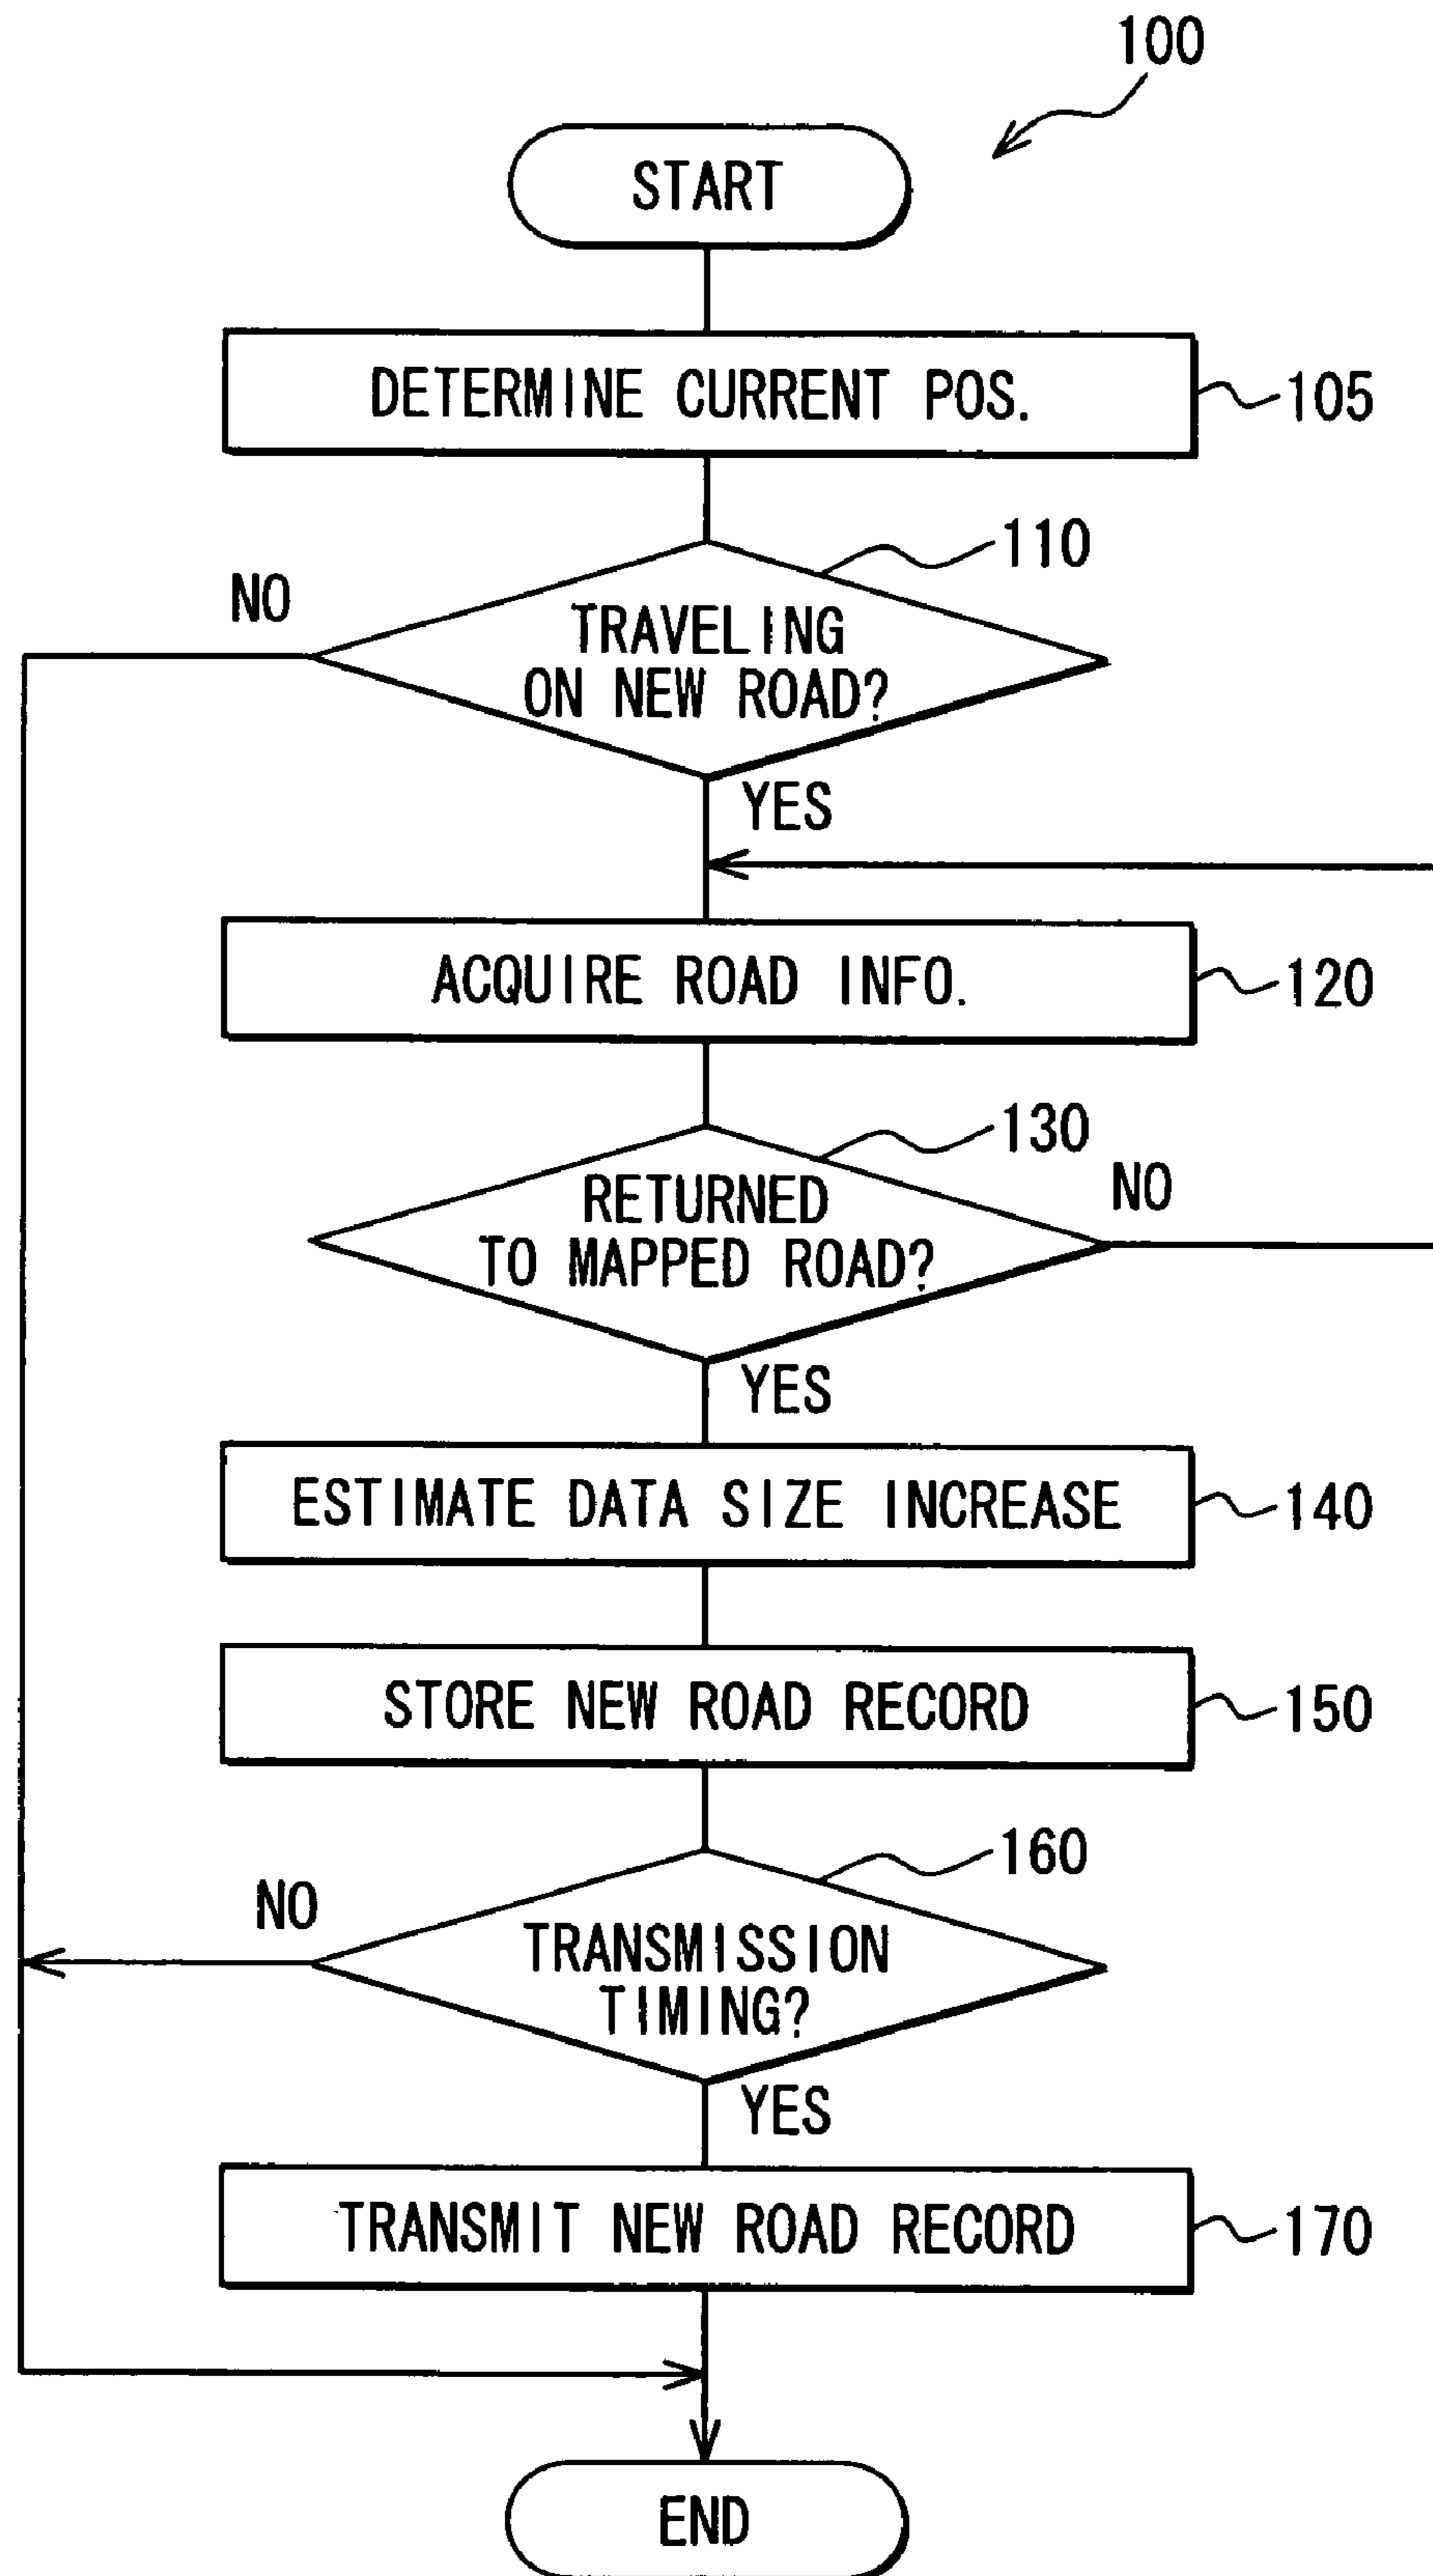 100
START
DETERMINE CURRENT POS.
105
110
NO
TRAVELING
ON NEW ROAD?
YES
ACQUIRE ROAD INFO.
120
130
RETURNED
TO MAPPED ROAD?
NO
YES
ESTIMATE DATA SIZE INCREASE
140
STORE NEW ROAD RECORD
150
160
NO
TRANSMISSION
TIMING?
YES
TRANSMIT NEW ROAD RECORD
170
END